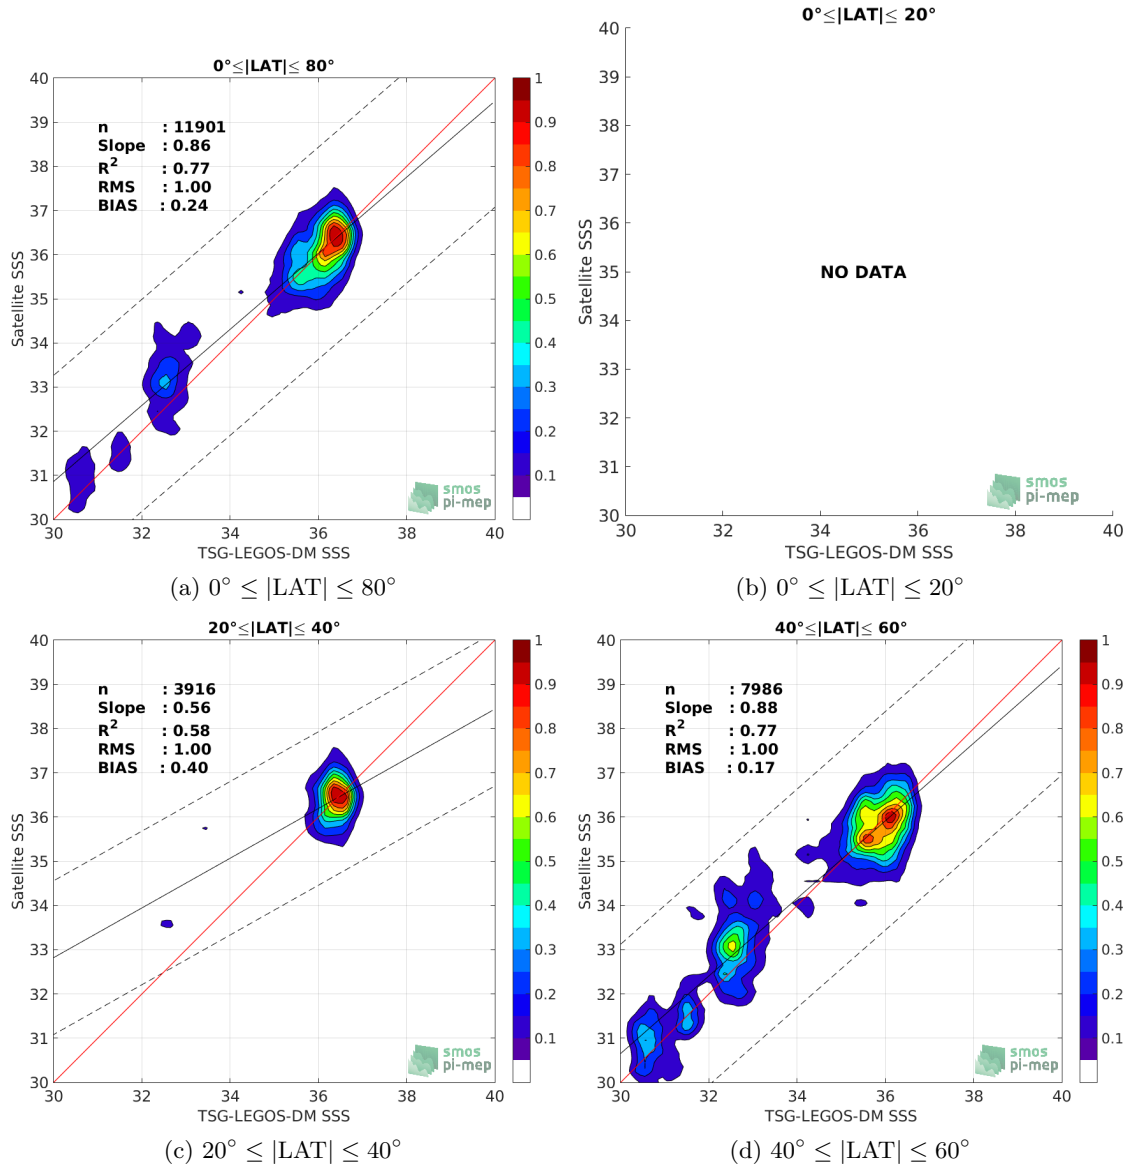 0°≤|LAT|≤ 80°
n : 11901
Slope : 0.86
R² : 0.77
RMS : 1.00
BIAS : 0.24
40
39
38
37
36
35
34
33
32
31
30
30 32 34 36 38 40
Satellite SSS
TSG-LEGOS-DM SSS
1
0.9
0.8
0.7
0.6
0.5
0.4
0.3
0.2
0.1
smos
pi-mep
(a) 0° ≤ |LAT| ≤ 80°
0°≤|LAT|≤ 20°
40
39
38
37
36
35
34
33
32
31
30
30 32 34 36 38 40
Satellite SSS
NO DATA
TSG-LEGOS-DM SSS
smos
pi-mep
(b) 0° ≤ |LAT| ≤ 20°
20°≤|LAT|≤ 40°
n : 3916
Slope : 0.56
R² : 0.58
RMS : 1.00
BIAS : 0.40
40
39
38
37
36
35
34
33
32
31
30
30 32 34 36 38 40
Satellite SSS
TSG-LEGOS-DM SSS
1
0.9
0.8
0.7
0.6
0.5
0.4
0.3
0.2
0.1
smos
pi-mep
(c) 20° ≤ |LAT| ≤ 40°
40°≤|LAT|≤ 60°
n : 7986
Slope : 0.88
R² : 0.77
RMS : 1.00
BIAS : 0.17
40
39
38
37
36
35
34
33
32
31
30
30 32 34 36 38 40
Satellite SSS
TSG-LEGOS-DM SSS
1
0.9
0.8
0.7
0.6
0.5
0.4
0.3
0.2
0.1
smos
pi-mep
(d) 40° ≤ |LAT| ≤ 60°